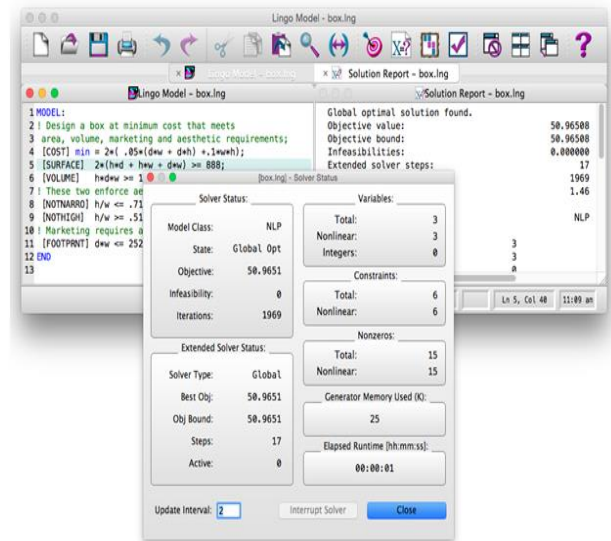 Lingo Model - box.lng
Lingo Model - box.lng
Solution Report - box.lng
Lingo Model - box.lng
1 MODEL:
2 ! Design a box at minimum cost that meets
3 area, volume, marketing and aesthetic requirements;
4 [COST] min = 2*( .05*(d*w + d*h) +.1*w*h);
5 [SURFACE] 2*(h*d + h*w + d*w) >= 888;
6 [VOLUME] h*d*w >= 1
7 ! These two enforce ae
8 [NOTNARRO] h/w <= .71
9 [NOTHIGH] h/w >= .51
10 ! Marketing requires a
11 [FOOTPRNT] d*w <= 252
12 END
13
Solution Report - box.lng
Global optimal solution found.
Objective value: 50.96508
Objective bound: 50.96508
Infeasibilities: 0.000000
Extended solver steps: 17
1969
1.46
NLP
3
3
0
Ln 5, Col 40 11:09 am
[box.lng] - Solver Status
Solver Status:
Model Class: NLP
State: Global Opt
Objective: 50.9651
Infeasibility: 0
Iterations: 1969
Extended Solver Status:
Solver Type: Global
Best Obj: 50.9651
Obj Bound: 50.9651
Steps: 17
Active: 0
Variables:
Total: 3
Nonlinear: 3
Integers: 0
Constraints:
Total: 6
Nonlinear: 6
Nonzeros:
Total: 15
Nonlinear: 15
Generator Memory Used (K):
25
Elapsed Runtime [hh:mm:ss]:
00:00:01
Update Interval: 2
Interrupt Solver
Close